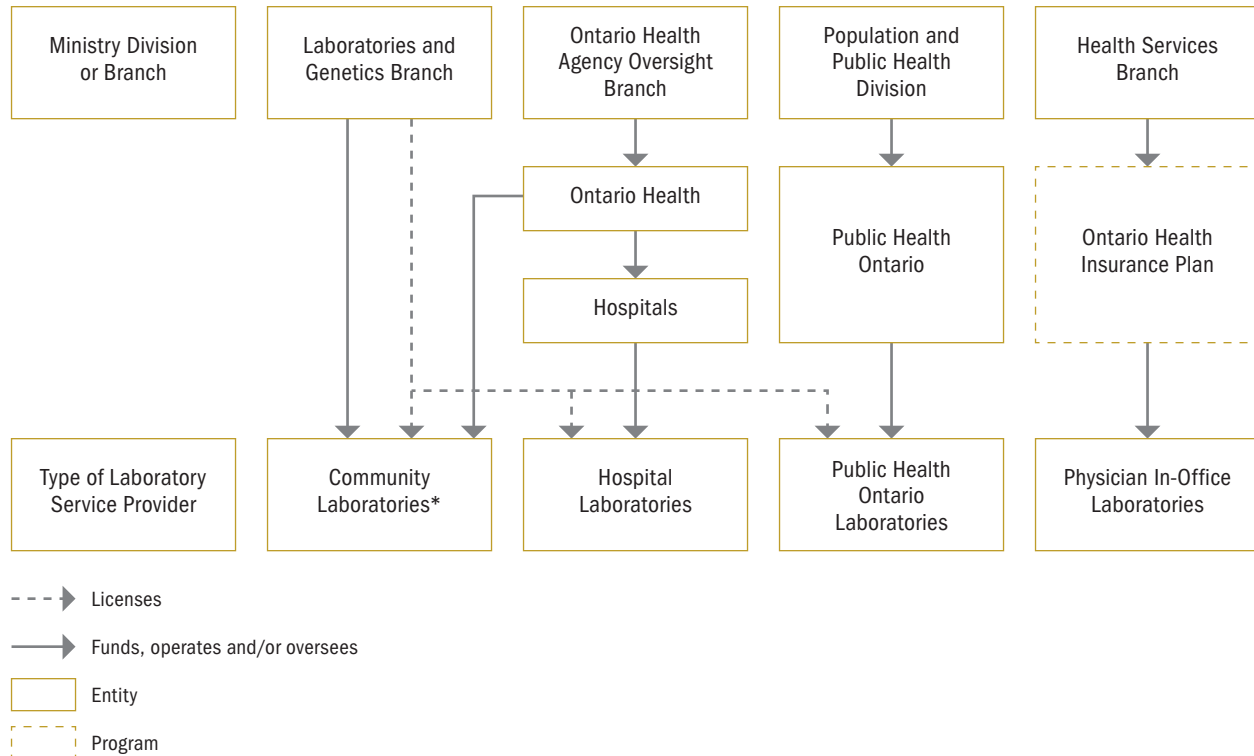 Ministry Division
or Branch
Laboratories and
Genetics Branch
Ontario Health
Agency Oversight
Branch
Population and
Public Health
Division
Health Services
Branch
Ontario Health
Public Health
Ontario
Ontario Health
Insurance Plan
Hospitals
Type of Laboratory
Service Provider
Community
Laboratories*
Hospital
Laboratories
Public Health
Ontario
Laboratories
Physician In-Office
Laboratories
Licenses
Funds, operates and/or oversees
Entity
Program